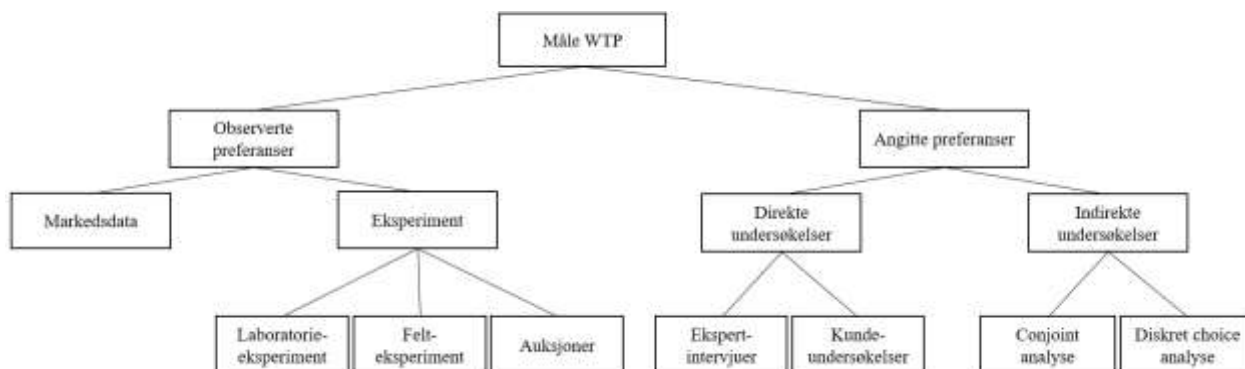 Måle WTP
Observerte
preferanser
Angitte preferanser
Markedsdata
Eksperiment
Direkte
undersøkelser
Indirekte
undersøkelser
Laboratorie-
eksperiment
Felt-
eksperiment
Auksjoner
Ekspert-
intervjuer
Kunde-
undersøkelser
Conjoint
analyse
Diskret choice
analyse